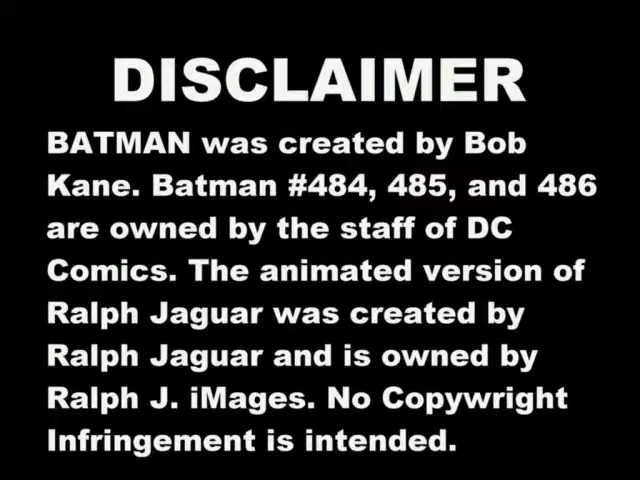 DISCLAIMER
BATMAN was created by Bob
Kane. Batman #484, 485, and 486
are owned by the staff of DC
Comics. The animated version of
Ralph Jaguar was created by
Ralph Jaguar and is owned by
Ralph J. iMages. No Copywright
Infringement is intended.